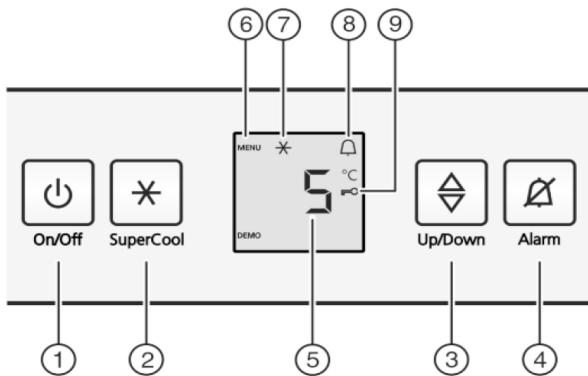 6 7 8 9
MENU
5 °C
DEMO
On/Off SuperCool Up/Down Alarm
1 2 5 3 4